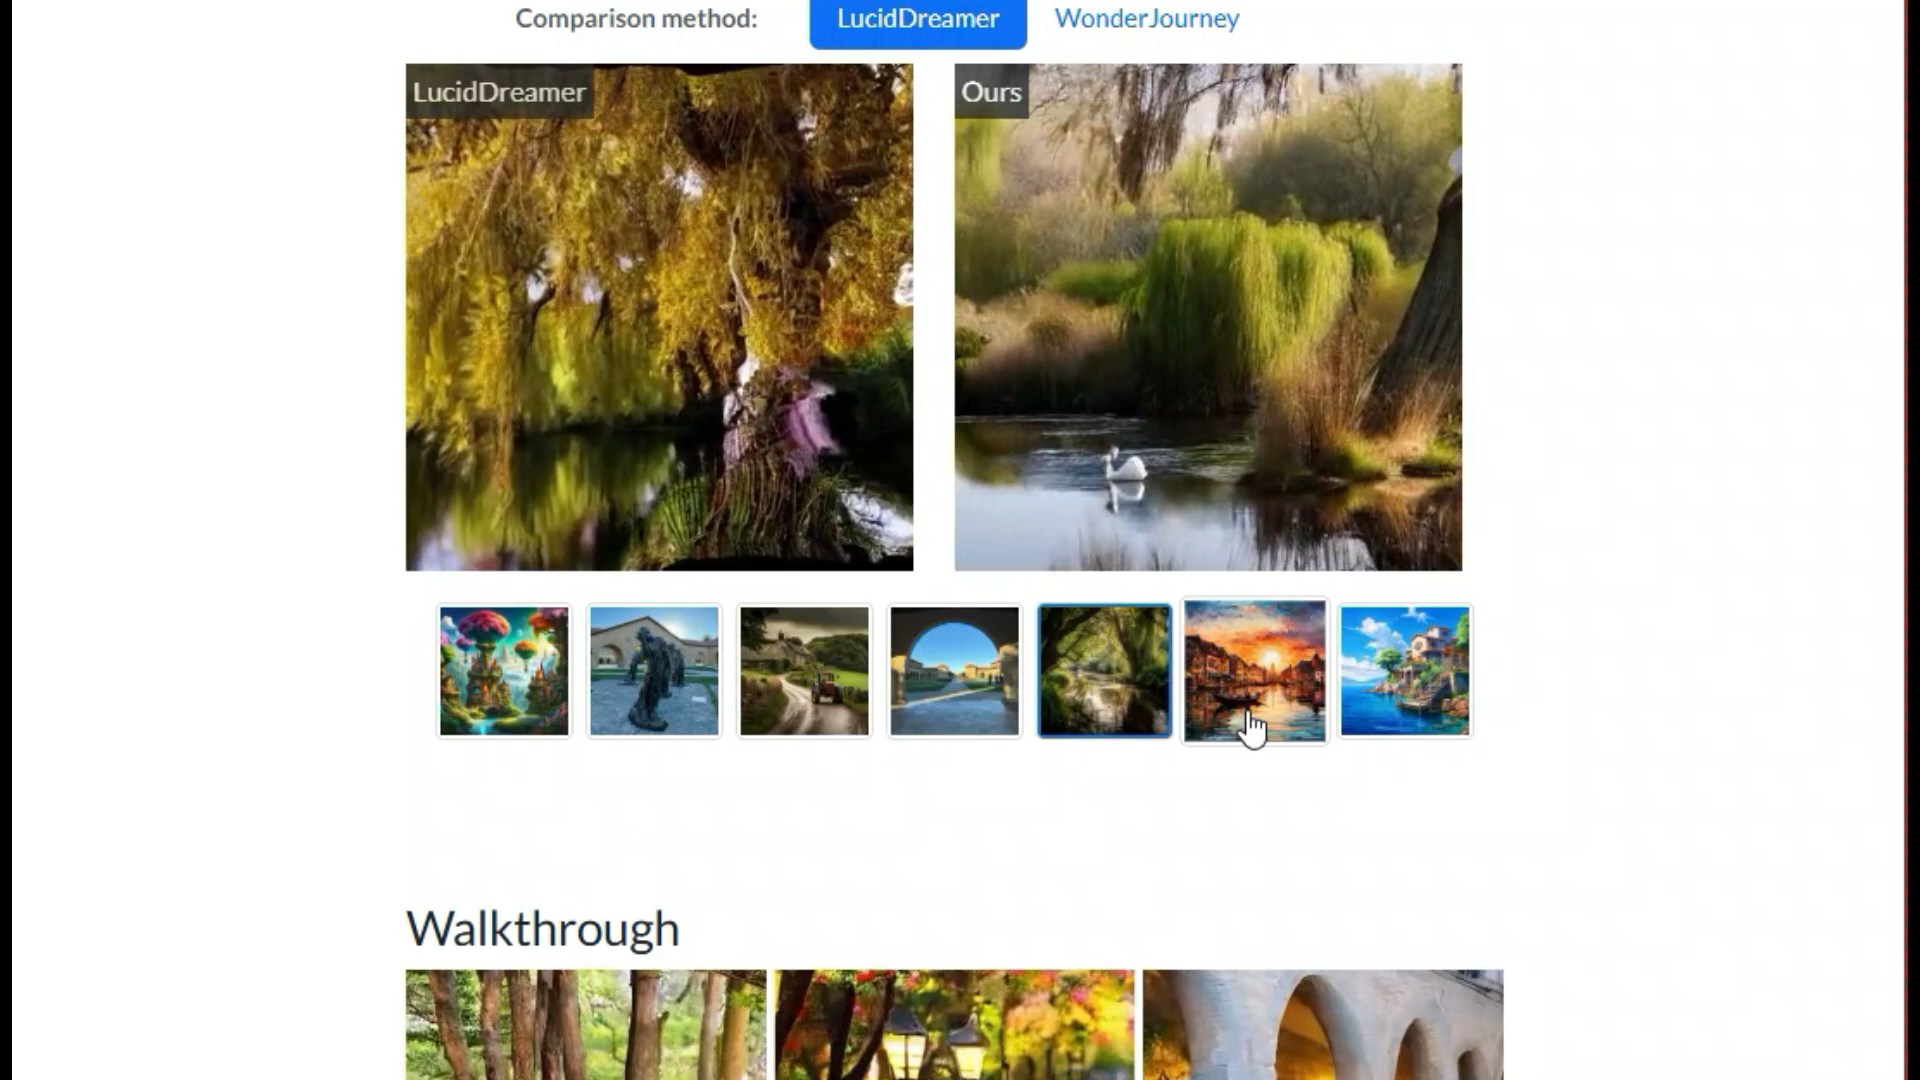 Comparison method: LucidDreamer WonderJourney
LucidDreamer
Ours
Walkthrough